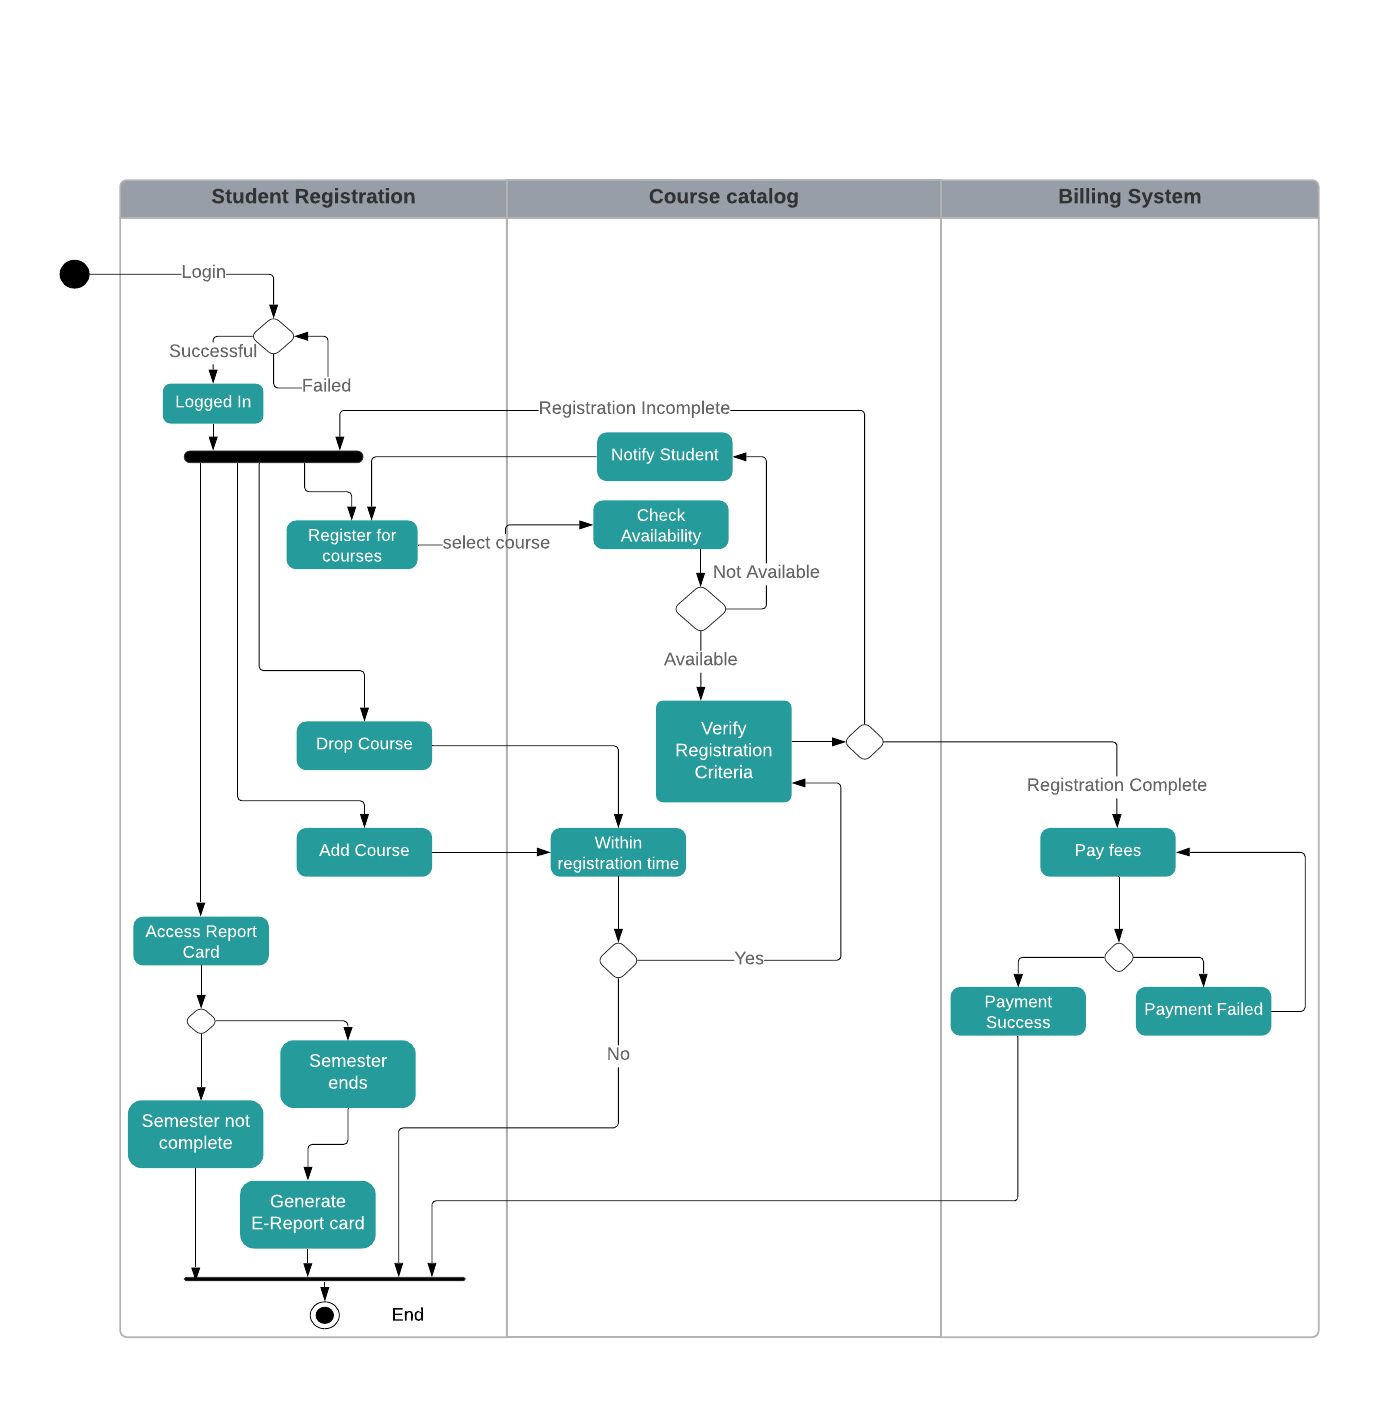 Student Registration
Course catalog
Billing System
Login
Successful
Failed
Logged In
Registration Incomplete
Notify Student
Register for
courses
select course
Check
Availability
Not Available
Available
Verify
Registration
Criteria
Drop Course
Registration Complete
Add Course
Within
registration time
Pay fees
Access Report
Card
Yes
Payment
Success
Payment Failed
Semester
ends
No
Semester not
complete
Generate
E-Report card
End